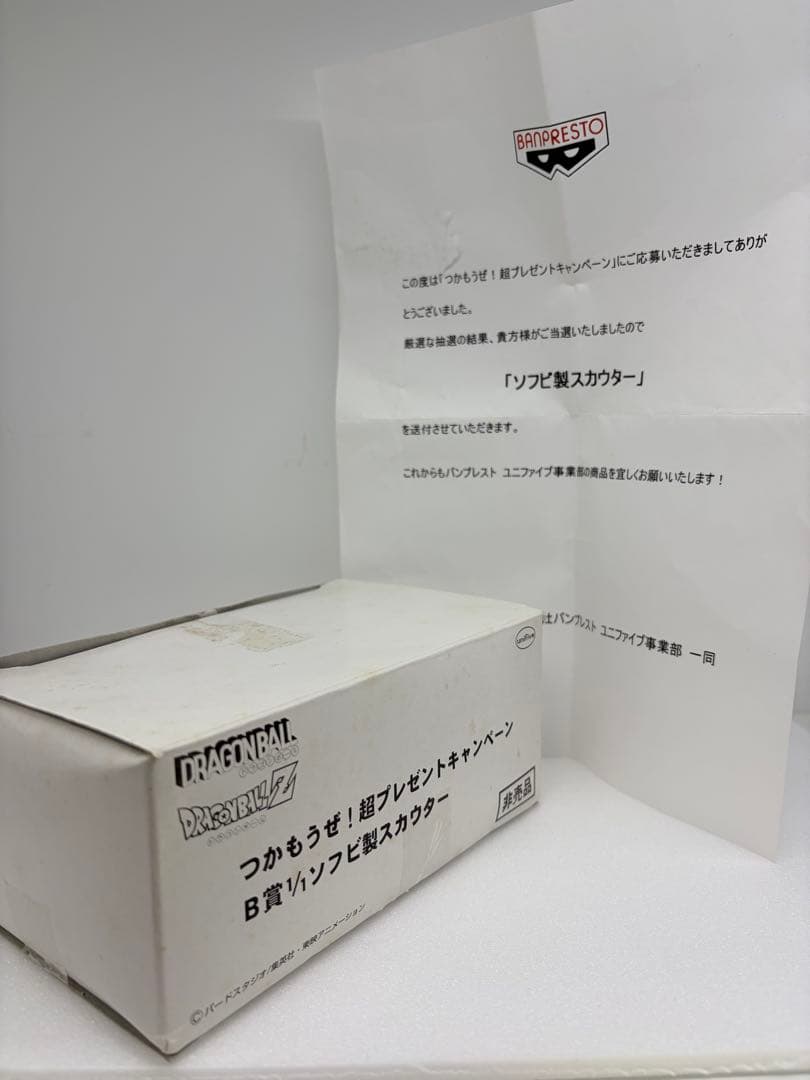 BANPRESTO
この度は「つかもうぜ！超プレゼントキャンペーン」にご応募いただきましてありが
とうございました。
厳選な抽選の結果、貴方様がご当選いたしましたので
「ソフビ製スカウター」
を送付させていただきます。
これからもバンプレスト ユニファイブ事業部の商品を宜しくお願いいたします！
バンプレスト ユニファイブ事業部 一同
unifive
DRAGONBALL
DRAGONBALL Z
つかもうぜ！超プレゼントキャンペーン
B賞 1/1ソフビ製スカウター
非売品
©バードスタジオ/集英社・東映アニメーション